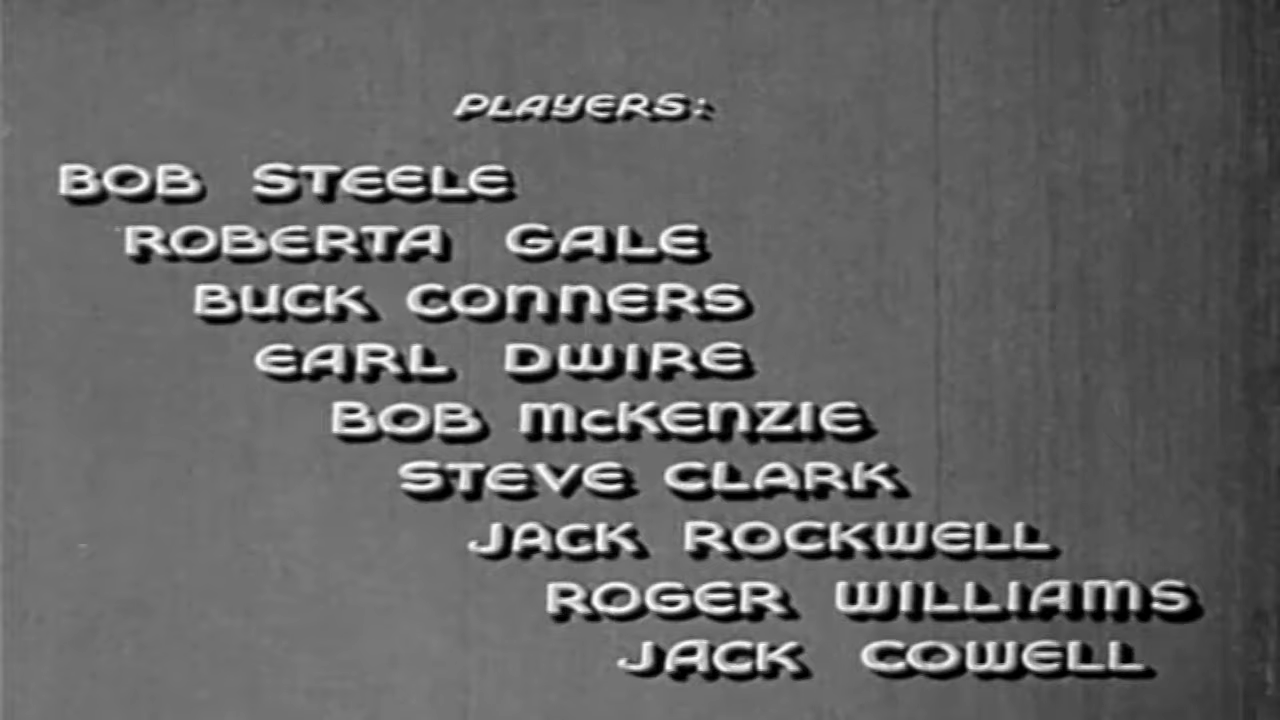 PLAYERS:
BOB STEELE
ROBERTA GALE
BUCK CONNERS
EARL DWIRE
BOB McKENZIE
STEVE CLARK
JACK ROCKWELL
ROGER WILLIAMS
JACK COWELL